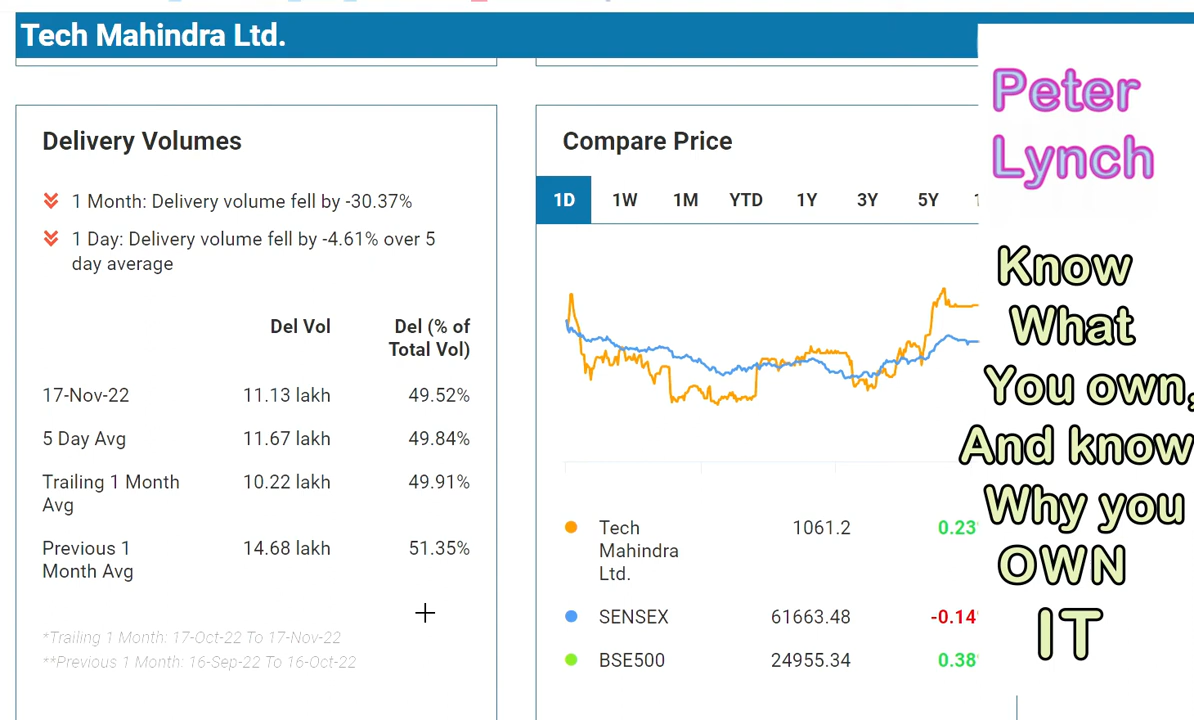 Tech Mahindra Ltd.
Delivery Volumes
1 Month: Delivery volume fell by -30.37%
1 Day: Delivery volume fell by -4.61% over 5
day average
Del Vol Del (% of
Total Vol)
17-Nov-22 11.13 lakh 49.52%
5 Day Avg 11.67 lakh 49.84%
Trailing 1 Month 10.22 lakh 49.91%
Avg
Previous 1 14.68 lakh 51.35%
Month Avg
*Trailing 1 Month: 17-Oct-22 To 17-Nov-22
**Previous 1 Month: 16-Sep-22 To 16-Oct-22
Compare Price
1D 1W 1M YTD 1Y 3Y 5Y
Tech 1061.2 0.23
Mahindra
Ltd.
SENSEX 61663.48 -0.14
BSE500 24955.34 0.38
Peter
Lynch
Know
What
You own,
And know
Why you
OWN
IT